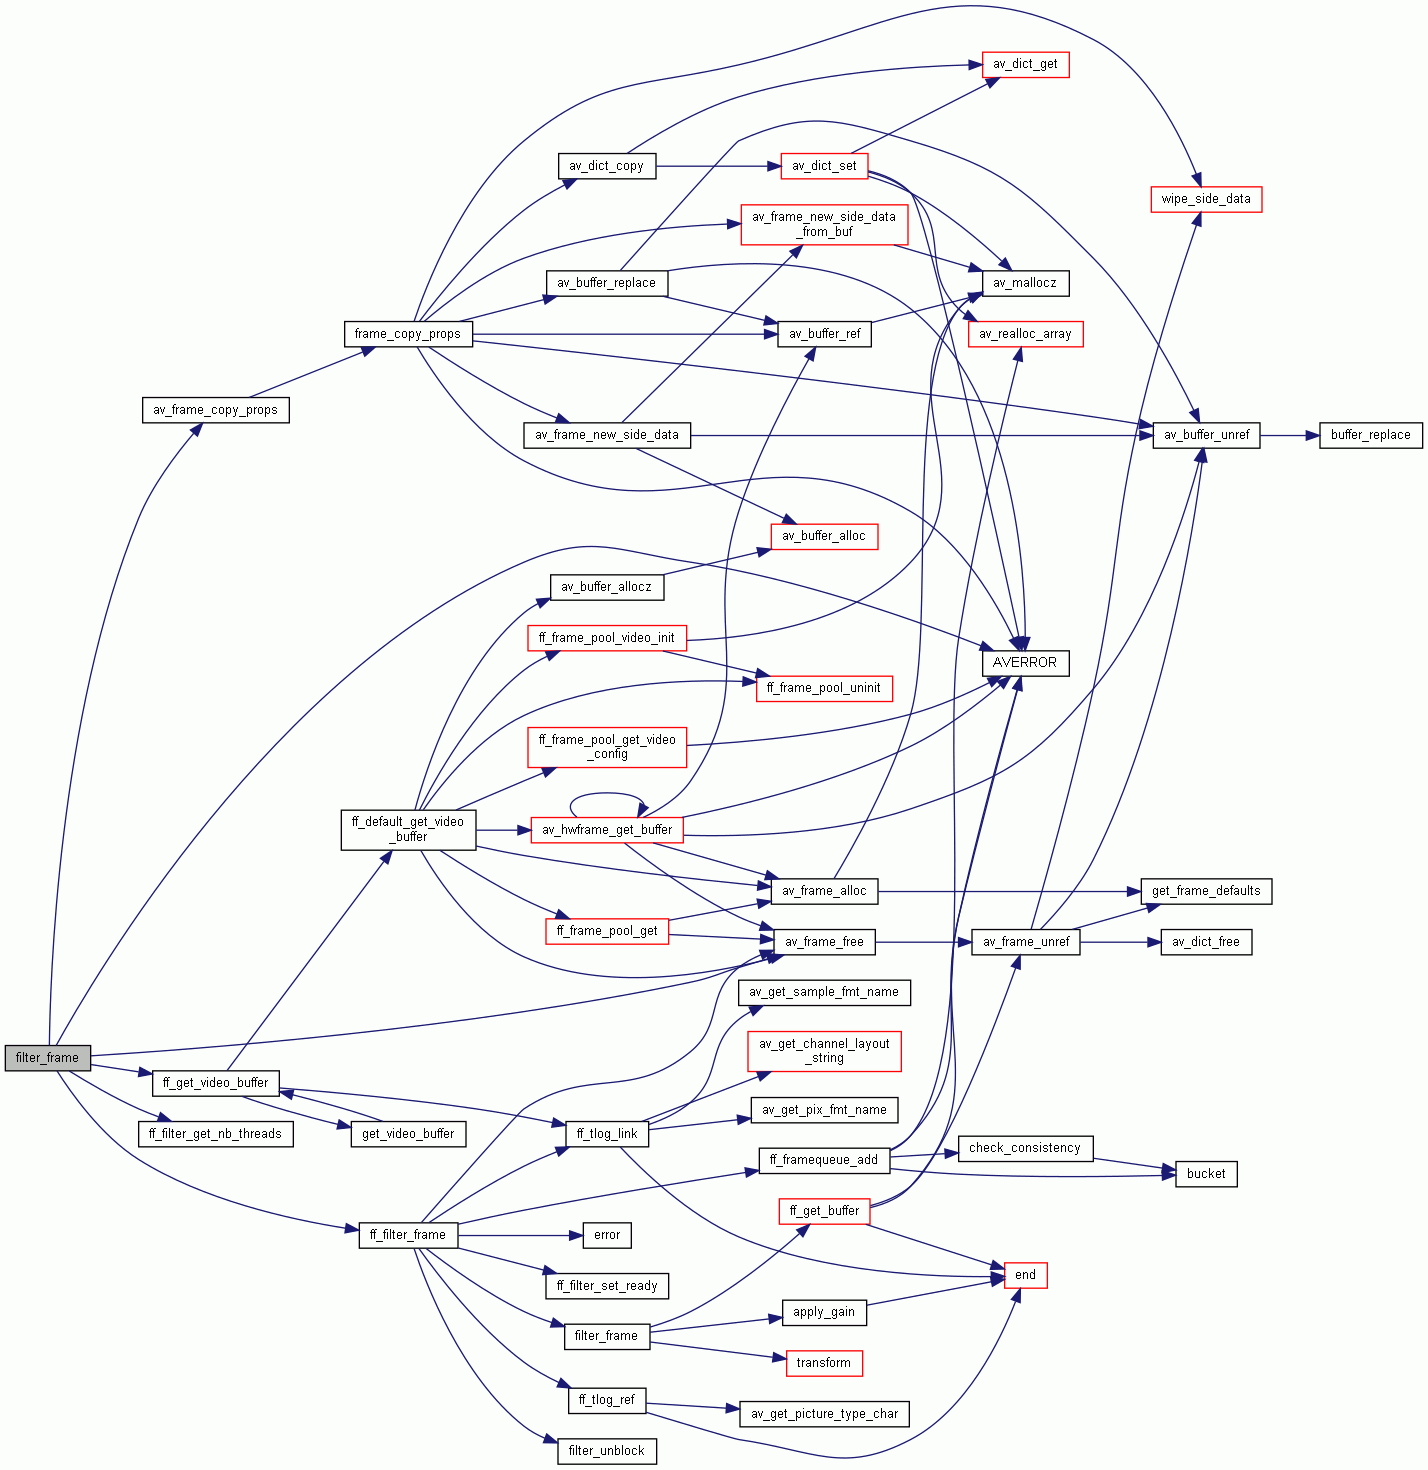 av_dict_get
av_dict_copy
av_dict_set
wipe_side_data
av_frame_new_side_data
_from_buf
av_buffer_replace
av_mallocz
frame_copy_props
av_buffer_ref
av_realloc_array
av_frame_copy_props
av_frame_new_side_data
av_buffer_unref
buffer_replace
av_buffer_alloc
av_buffer_allocz
ff_frame_pool_video_init
AVERROR
ff_frame_pool_uninit
ff_frame_pool_get_video
_config
ff_default_get_video
_buffer
av_hwframe_get_buffer
av_frame_alloc
get_frame_defaults
ff_frame_pool_get
av_frame_free
av_frame_unref
av_dict_free
av_get_sample_fmt_name
filter_frame
av_get_channel_layout
_string
ff_get_video_buffer
av_get_pix_fmt_name
ff_filter_get_nb_threads
get_video_buffer
ff_tlog_link
check_consistency
ff_framequeue_add
bucket
ff_get_buffer
ff_filter_frame
error
end
ff_filter_set_ready
apply_gain
filter_frame
transform
ff_tlog_ref
av_get_picture_type_char
filter_unblock